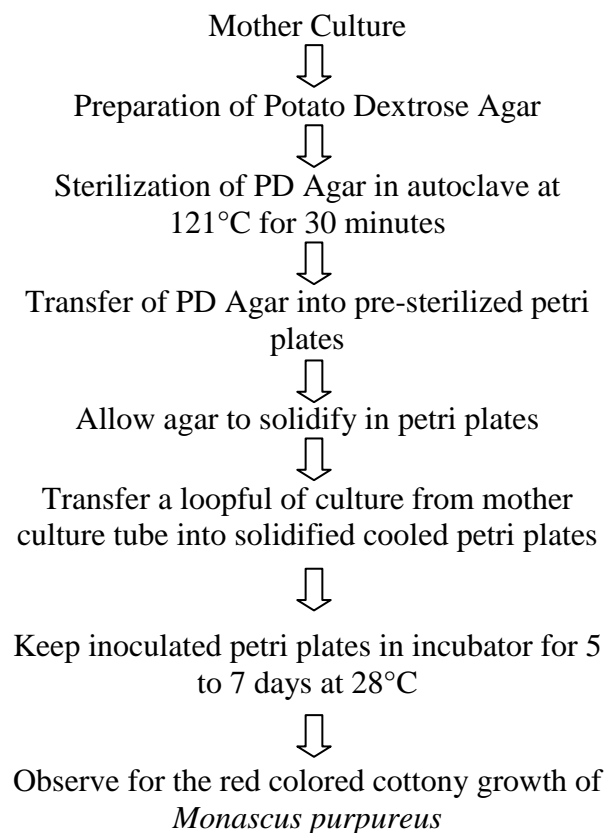 Mother Culture
Preparation of Potato Dextrose Agar
Sterilization of PD Agar in autoclave at
121°C for 30 minutes
Transfer of PD Agar into pre-sterilized petri
plates
Allow agar to solidify in petri plates
Transfer a loopful of culture from mother
culture tube into solidified cooled petri plates
Keep inoculated petri plates in incubator for 5
to 7 days at 28°C
Observe for the red colored cottony growth of
Monascus purpureus